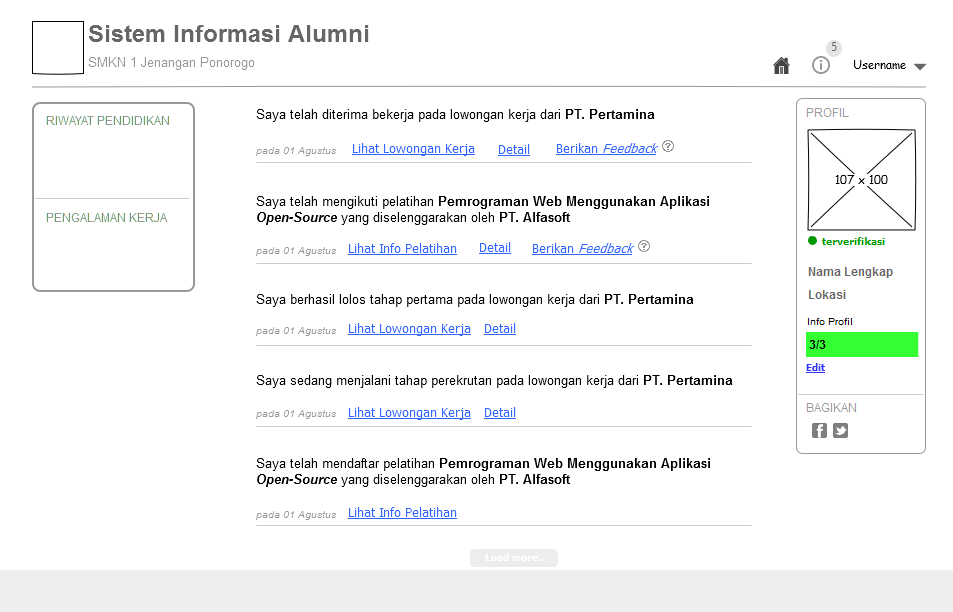 Sistem Informasi Alumni
SMKN 1 Jenangan Ponorogo
5
Username
RIWAYAT PENDIDIKAN
PENGALAMAN KERJA
Saya telah diterima bekerja pada lowongan kerja dari PT. Pertamina
pada 01 Agustus Lihat Lowongan Kerja Detail Berikan Feedback ?
Saya telah mengikuti pelatihan Pemrograman Web Menggunakan Aplikasi
Open-Source yang diselenggarakan oleh PT. Alfasoft
pada 01 Agustus Lihat Info Pelatihan Detail Berikan Feedback ?
Saya berhasil lolos tahap pertama pada lowongan kerja dari PT. Pertamina
pada 01 Agustus Lihat Lowongan Kerja Detail
Saya sedang menjalani tahap perekrutan pada lowongan kerja dari PT. Pertamina
pada 01 Agustus Lihat Lowongan Kerja Detail
Saya telah mendaftar pelatihan Pemrograman Web Menggunakan Aplikasi
Open-Source yang diselenggarakan oleh PT. Alfasoft
pada 01 Agustus Lihat Info Pelatihan
Load more..
PROFIL
107 x 100
terverifikasi
Nama Lengkap
Lokasi
Info Profil
3/3
Edit
BAGIKAN